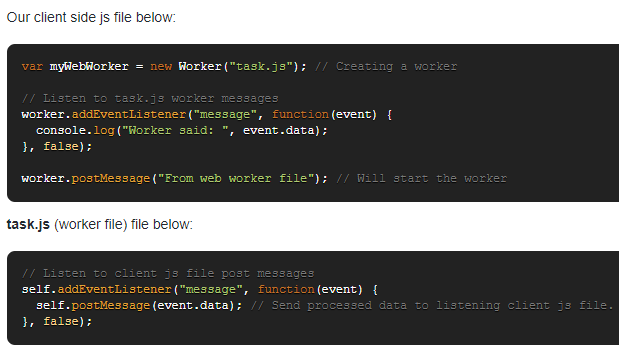 Our client side js file below:
var myWebWorker = new Worker("task.js"); // Creating a worker
// Listen to task.js worker messages
worker.addEventListener("message", function(event) {
  console.log("Worker said: ", event.data);
}, false);
worker.postMessage("From web worker file"); // Will start the worker
task.js (worker file) file below:
// Listen to client js file post messages
self.addEventListener("message", function(event) {
  self.postMessage(event.data); // Send processed data to listening client js file.
}, false);